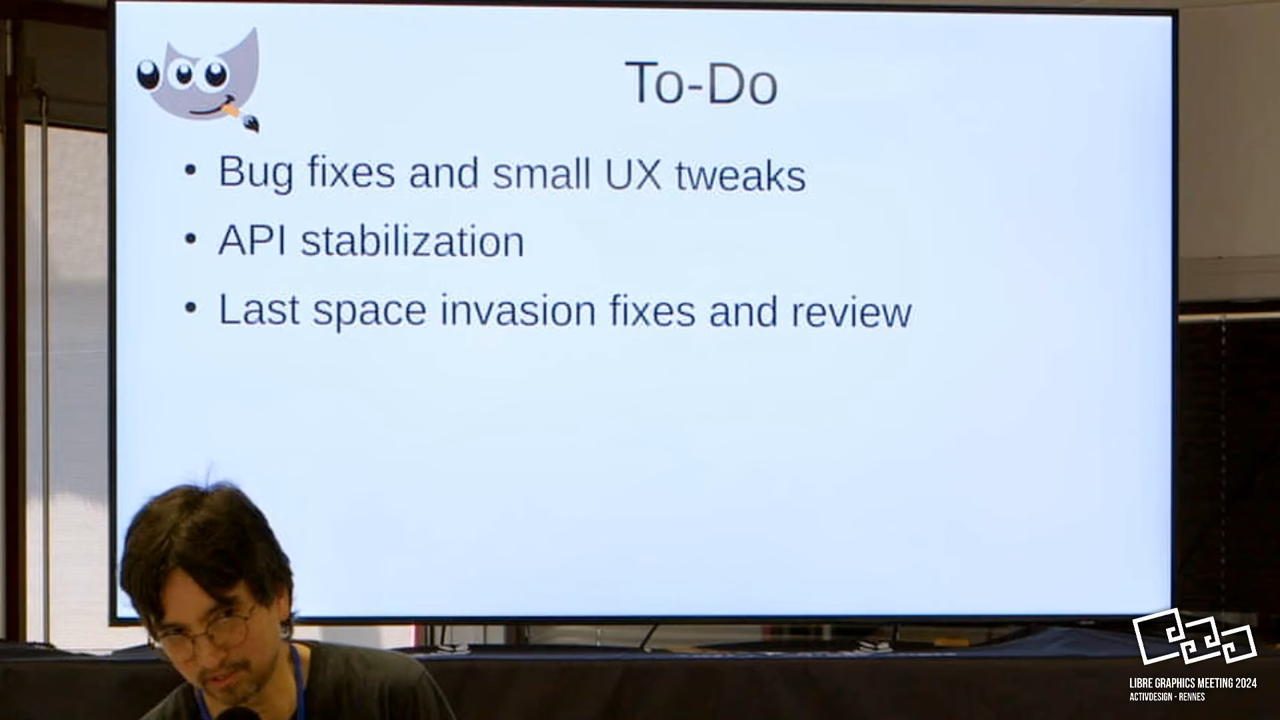 To-Do
• Bug fixes and small UX tweaks
• API stabilization
• Last space invasion fixes and review
LIBRE GRAPHICS MEETING 2024
ACTIVDESIGN - RENNES